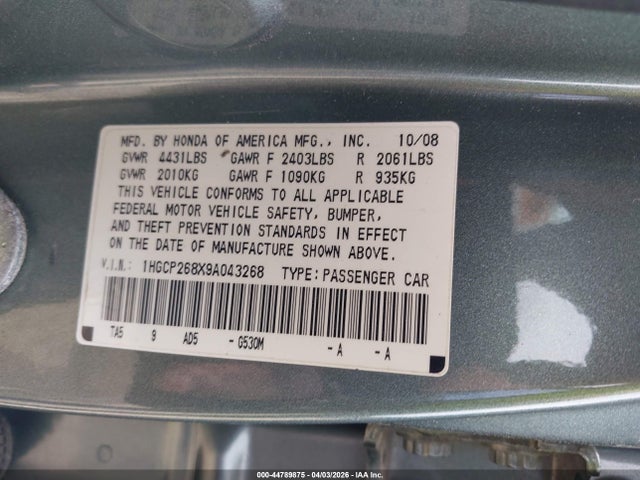 MFD. BY HONDA OF AMERICA MFG., INC. 10/08
GVWR 4431LBS GAWR F 2403LBS R 2061LBS
GVWR 2010KG GAWR F 1090KG R 935KG
THIS VEHICLE CONFORMS TO ALL APPLICABLE
FEDERAL MOTOR VEHICLE SAFETY, BUMPER,
AND THEFT PREVENTION STANDARDS IN EFFECT
ON THE DATE OF MANUFACTURE SHOWN ABOVE.
V.I.N.: 1HGCP268X9A043268 TYPE: PASSENGER CAR
TA5 9 AD5 - G530M - A - A
000-44789875 - 04/03/2026 - IAA Inc.